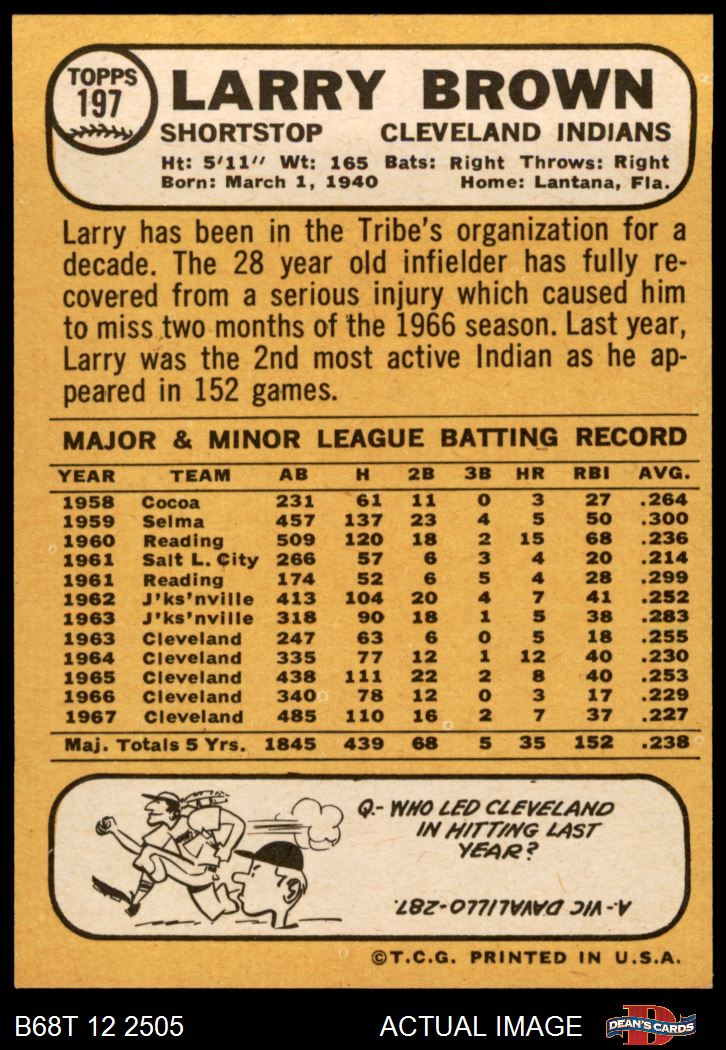 TOPPS
197
LARRY BROWN
SHORTSTOP CLEVELAND INDIANS
Ht: 5'11" Wt: 165 Bats: Right Throws: Right
Born: March 1, 1940 Home: Lantana, Fla.
Larry has been in the Tribe's organization for a
decade. The 28 year old infielder has fully re-
covered from a serious injury which caused him
to miss two months of the 1966 season. Last year,
Larry was the 2nd most active Indian as he ap-
peared in 152 games.
MAJOR & MINOR LEAGUE BATTING RECORD
YEAR TEAM AB H 2B 3B HR RBI AVG.
1958 Cocoa 231 61 11 0 3 27 .264
1959 Selma 457 137 23 4 5 50 .300
1960 Reading 509 120 18 2 15 68 .236
1961 Salt L. City 266 57 6 3 4 20 .214
1961 Reading 174 52 6 5 4 28 .299
1962 J'ks'nville 413 104 20 4 7 41 .252
1963 J'ks'nville 318 90 18 1 5 38 .283
1963 Cleveland 247 63 6 0 5 18 .255
1964 Cleveland 335 77 12 1 12 40 .230
1965 Cleveland 438 111 22 2 8 40 .253
1966 Cleveland 340 78 12 0 3 17 .229
1967 Cleveland 485 110 16 2 7 37 .227
Maj. Totals 5 Yrs. 1845 439 68 5 35 152 .238
Q.- WHO LED CLEVELAND
IN HITTING LAST
YEAR?
A.- VIC DAVALILLO-287.
©T.C.G. PRINTED IN U.S.A.
B68T 12 2505 ACTUAL IMAGE D DEAN'S CARDS